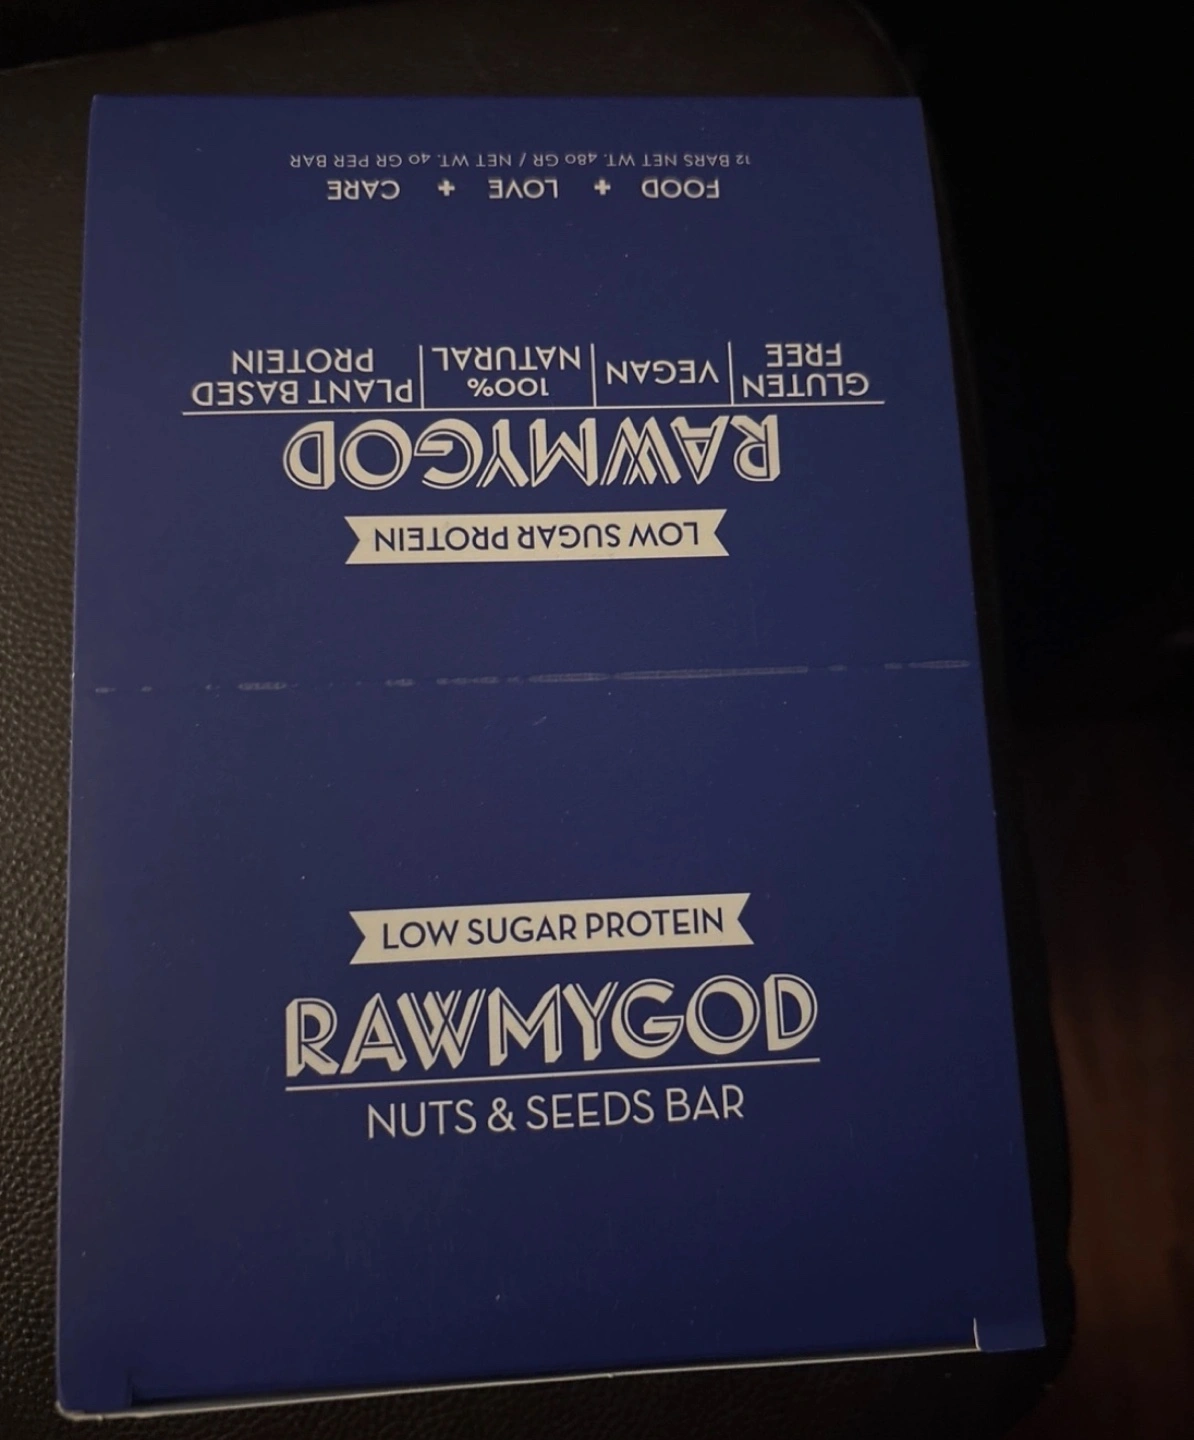 LOW SUGAR PROTEIN
RAWMYGOD
GLUTEN FREE | VEGAN | 100% NATURAL | PLANT BASED PROTEIN
FOOD + LOVE + CARE
12 BARS NET WT. 480 GR / NET WT. 40 GR PER BAR
LOW SUGAR PROTEIN
RAWMYGOD
NUTS & SEEDS BAR